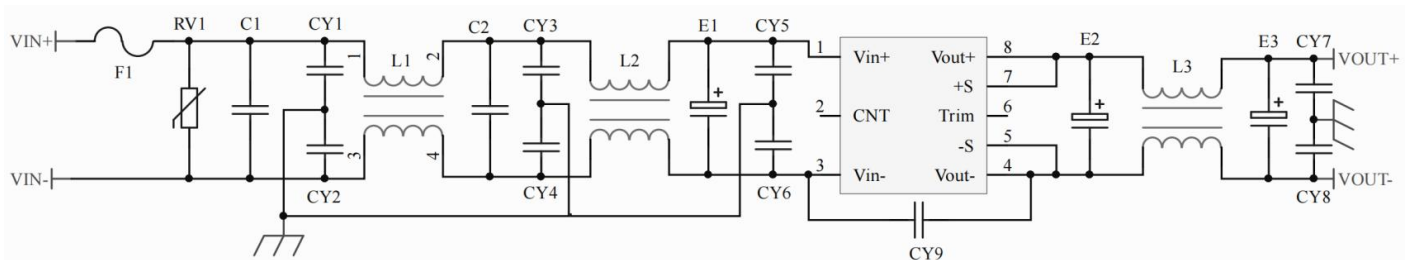 RV1 C1 CY1 C2 CY3 E1 CY5 E2 E3 CY7
VIN+ F1 1 L1 2 L2 1 Vin+ Vout+ 8 L3 VOUT+
+S 7
2 CNT Trim 6
-S 5
VIN- 3 4 3 Vin- Vout- 4 VOUT-
CY2 CY4 CY6 CY8
CY9
+
+
+